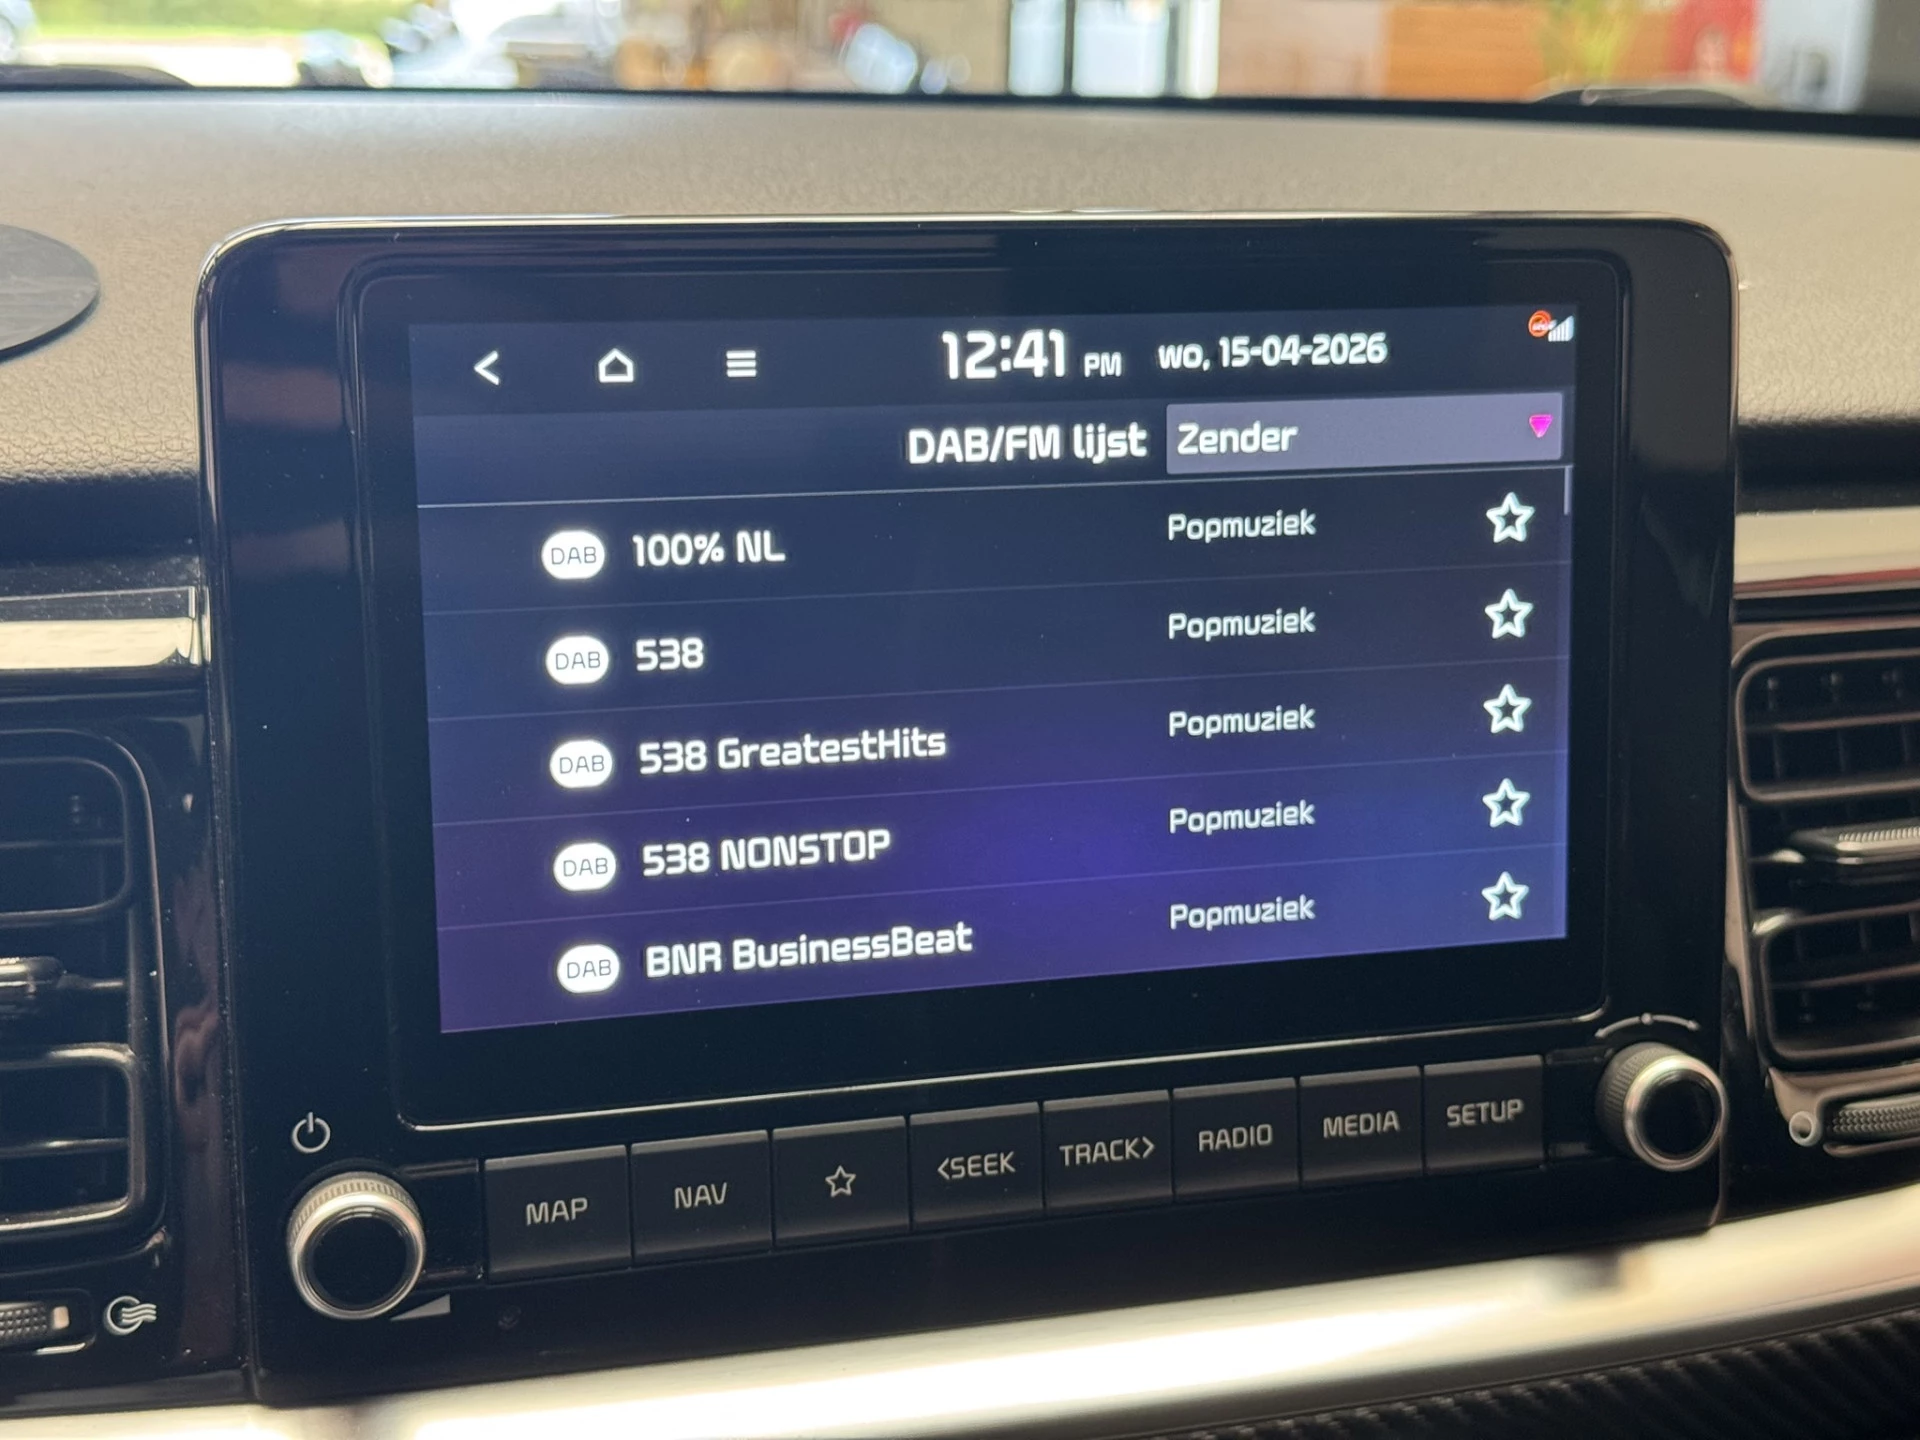 12:41 PM wo, 15-04-2026
DAB/FM lijst Zender
DAB 100% NL Popmuziek
DAB 538 Popmuziek
DAB 538 GreatestHits Popmuziek
DAB 538 NONSTOP Popmuziek
DAB BNR BusinessBeat Popmuziek
MAP NAV <SEEK TRACK> RADIO MEDIA SETUP